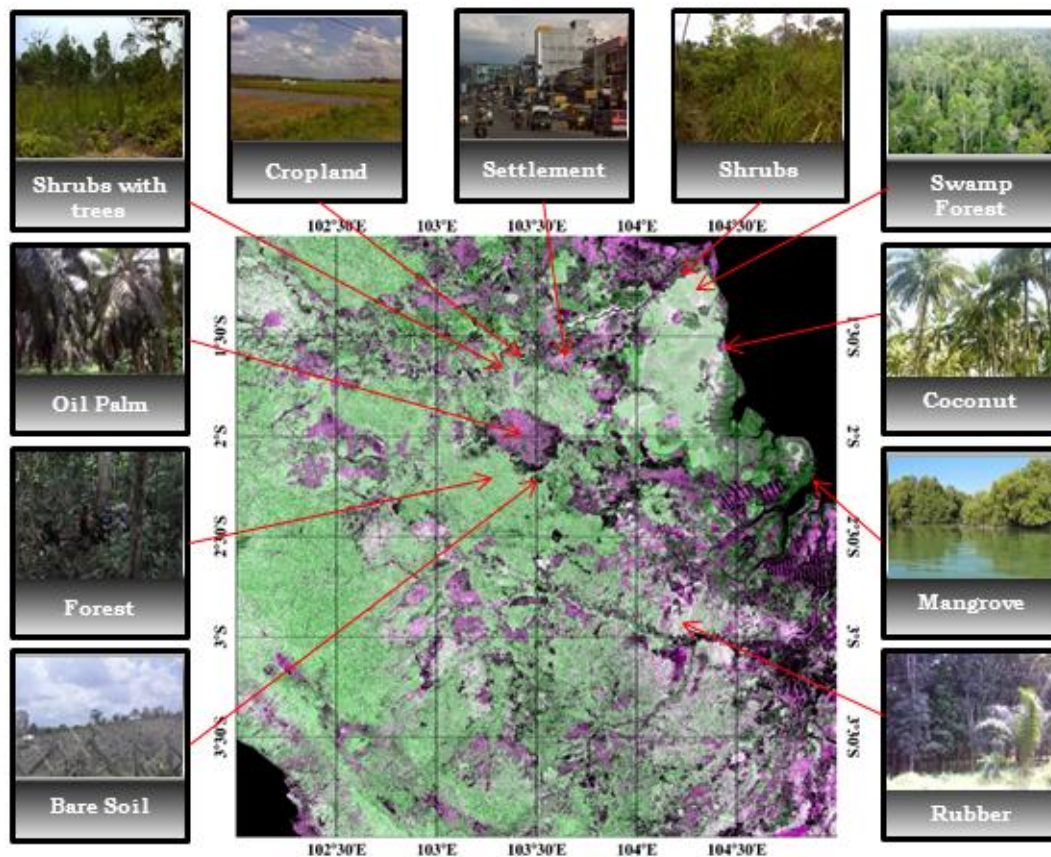 Shrubs with
trees
Cropland
Settlement
Shrubs
Swamp
Forest
102°30'E 103°E 103°30'E 104°E 104°30'E
Oil Palm
Coconut
1°30'S
1°30'S
2°S
2°S
Forest
Mangrove
2°30'S
2°30'S
3°S
3°S
Bare Soil
Rubber
3°30'S
3°30'S
102°30'E 103°E 103°30'E 104°E 104°30'E